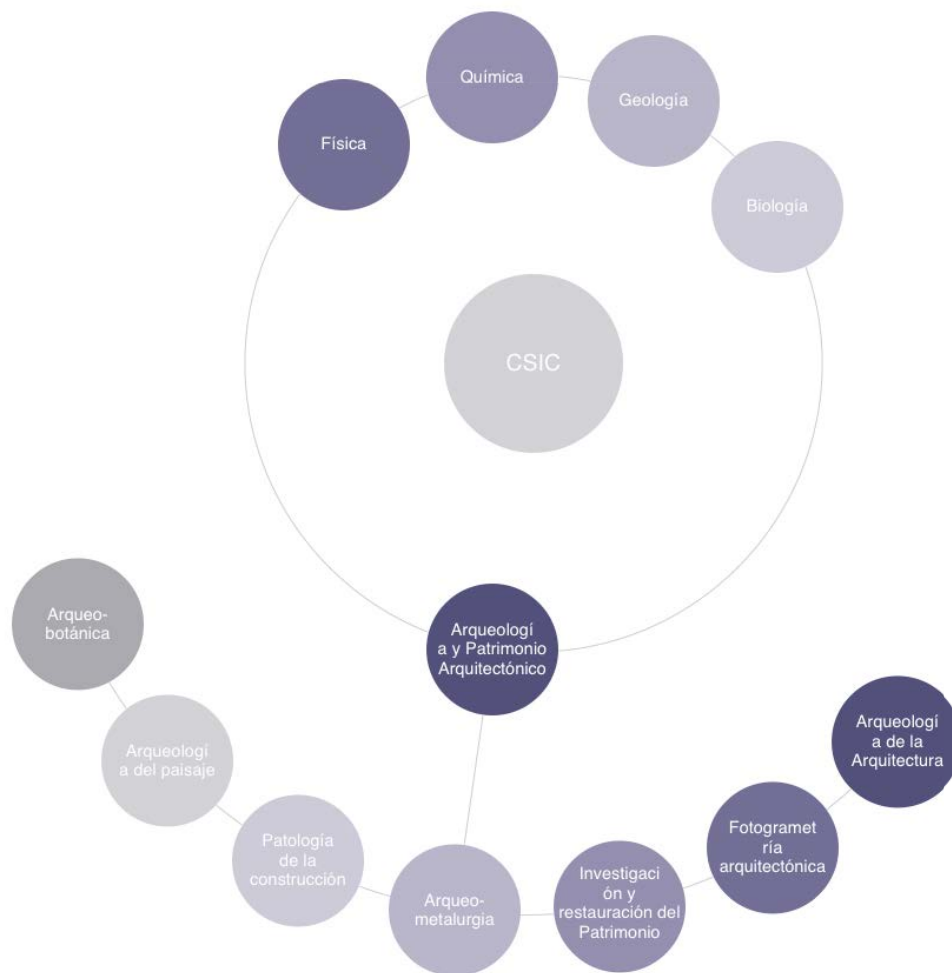 Química
Geología
Física
Biología
CSIC
Arqueologí
a y Patrimonio
Arquitectónico
Arqueo-
botánica
Arqueologí
a del paisaje
Patología
de la
construcción
Arqueo-
metalurgia
Investigaci
ón y
restauración del
Patrimonio
Fotogramet
ría
arquitectónica
Arqueologí
a de la
Arquitectura